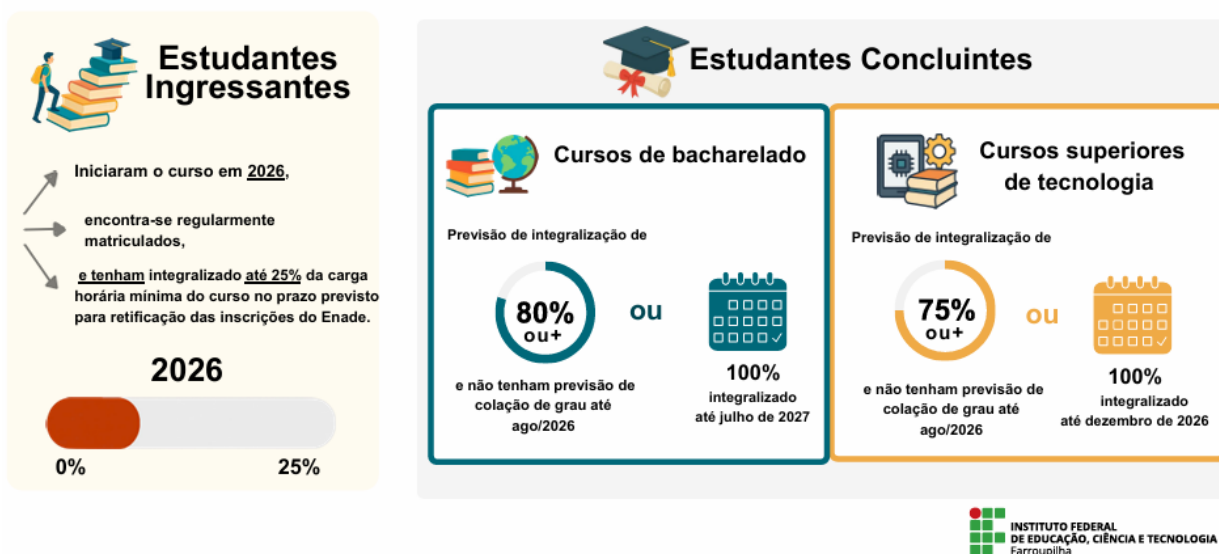 Estudantes
Ingressantes
Iniciaram o curso em 2026,
encontra-se regularmente
matriculados,
e tenham integralizado até 25% da carga
horária mínima do curso no prazo previsto
para retificação das inscrições do Enade.
2026
0%
25%
Estudantes Concluintes
Cursos de bacharelado
Previsão de integralização de
80%
ou+
ou
100%
integralizado
até julho de 2027
e não tenham previsão de
colação de grau até
ago/2026
Cursos superiores
de tecnologia
Previsão de integralização de
75%
ou+
ou
100%
integralizado
até dezembro de 2026
e não tenham previsão de
colação de grau até
ago/2026
INSTITUTO FEDERAL
DE EDUCAÇÃO, CIÊNCIA E TECNOLOGIA
Farroupilha